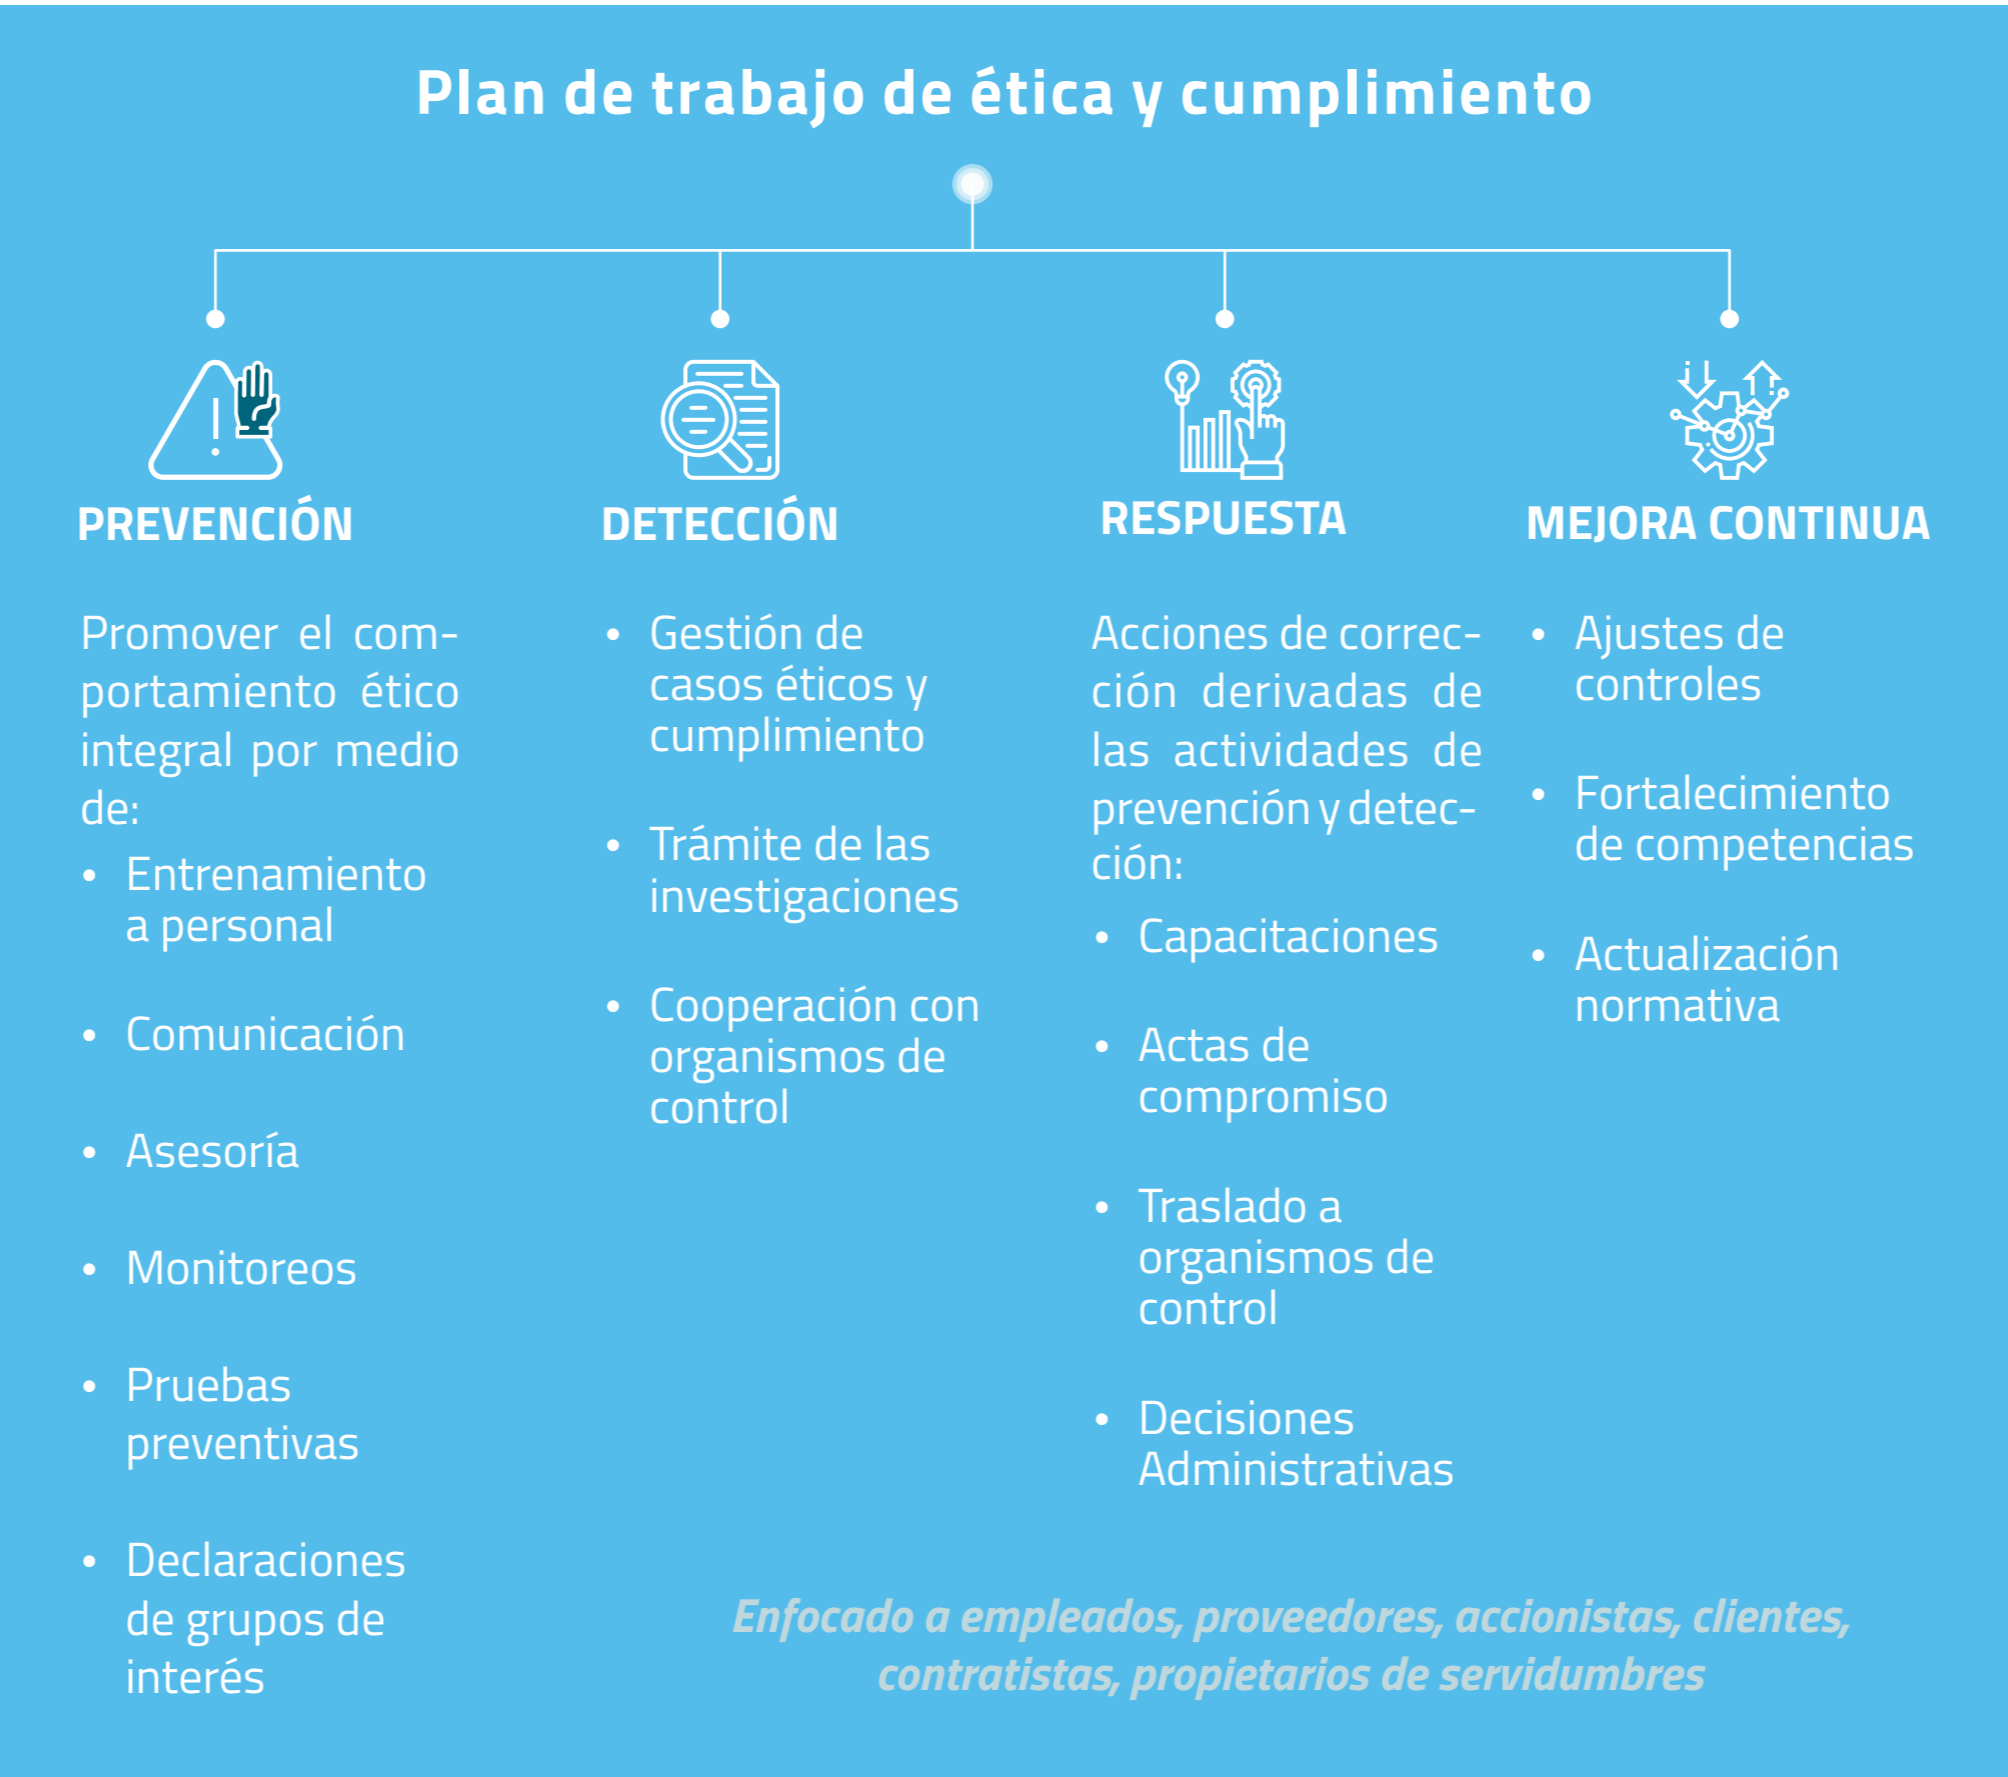 Plan de trabajo de ética y cumplimiento
PREVENCIÓN
Promover el com-
portamiento ético
integral por medio
de:
• Entrenamiento
a personal
• Comunicación
• Asesoría
• Monitoreos
• Pruebas
preventivas
• Declaraciones
de grupos de
interés
DETECCIÓN
• Gestión de
casos éticos y
cumplimiento
• Trámite de las
investigaciones
• Cooperación con
organismos de
control
RESPUESTA
Acciones de correc-
ción derivadas de
las actividades de
prevención y detec-
ción:
• Capacitaciones
• Actas de
compromiso
• Traslado a
organismos de
control
• Decisiones
Administrativas
MEJORA CONTINUA
• Ajustes de
controles
• Fortalecimiento
de competencias
• Actualización
normativa
Enfocado a empleados, proveedores, accionistas, clientes,
contratistas, propietarios de servidumbres